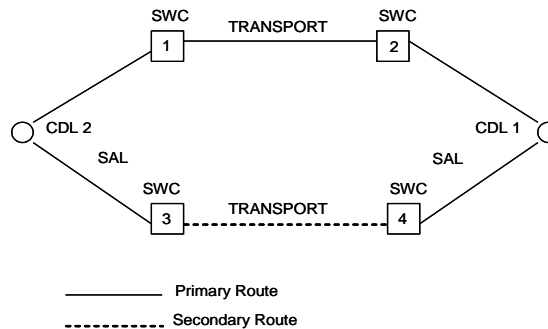 SWC
TRANSPORT
SWC
1
2
CDL 2
CDL 1
SAL
SAL
SWC
TRANSPORT
SWC
3
4
Primary Route
Secondary Route